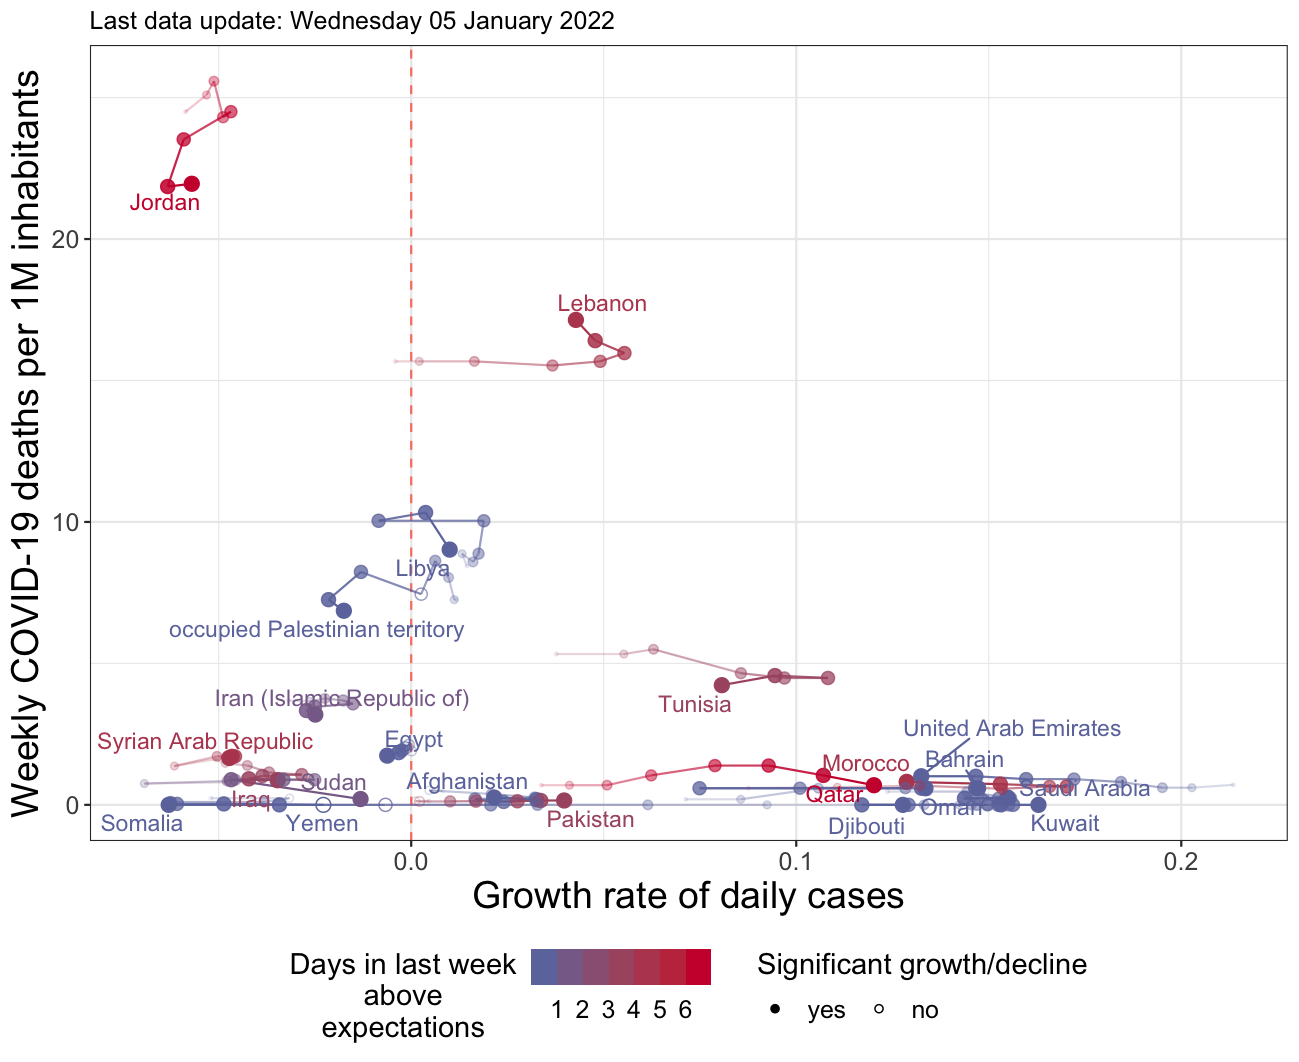 Last data update: Wednesday 05 January 2022
Weekly COVID-19 deaths per 1M inhabitants
20
10
0
Jordan
Lebanon
Libya
occupied Palestinian territory
Iran (Islamic Republic of)
Tunisia
United Arab Emirates
Syrian Arab Republic
Egypt
Bahrain
Morocco
Sudan
Afghanistan
Saudi Arabia
Iraq
Qatar
Oman
Somalia
Yemen
Pakistan
Djibouti
Kuwait
0.0
0.1
0.2
Growth rate of daily cases
Days in last week
above
expectations
1 2 3 4 5 6
Significant growth/decline
yes
no